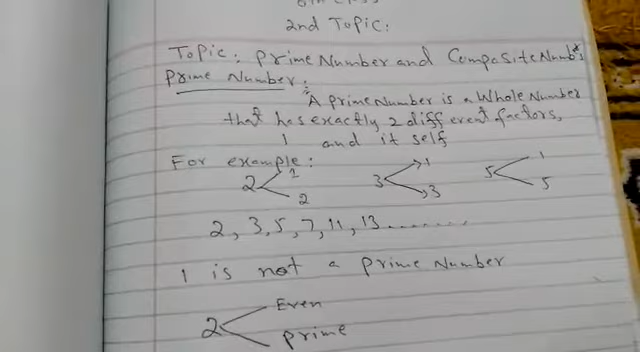 2nd Topic:
Topic: Prime Number and Composite Number
Prime Number:
A prime Number is a Whole Number
that has exactly 2 different factors,
1 and it self
For example:
2 1 2 3 1 3 5 1 5
2, 3, 5, 7, 11, 13.........
1 is not a prime Number
2 Even
prime